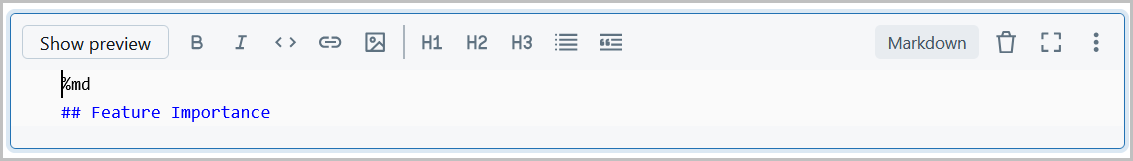 Show preview B I <> H1 H2 H3 Markdown
%md
## Feature Importance